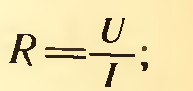 R = U/I;